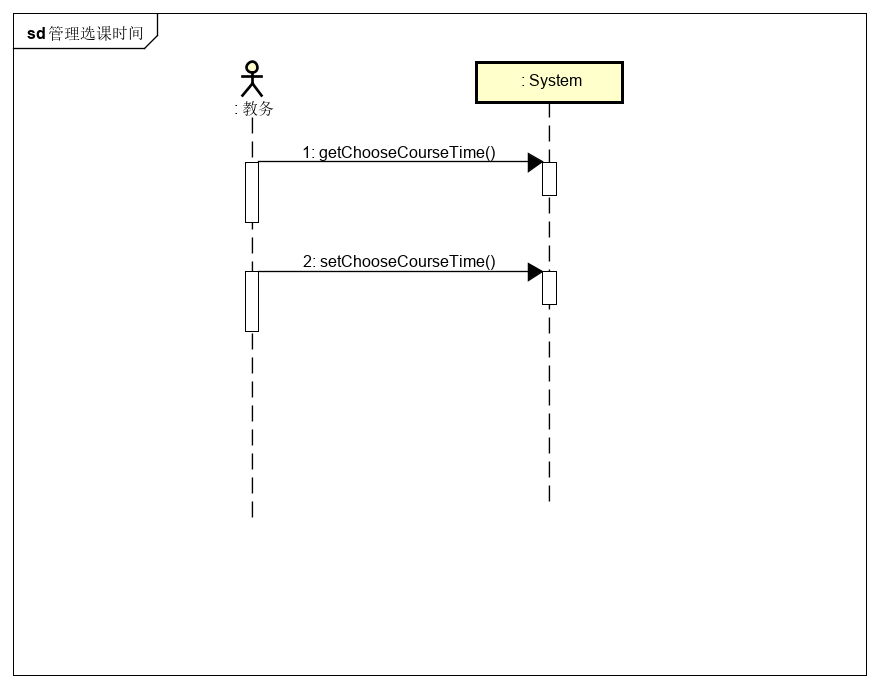 sd 管理选课时间
: 教务
: System
1: getChooseCourseTime()
2: setChooseCourseTime()